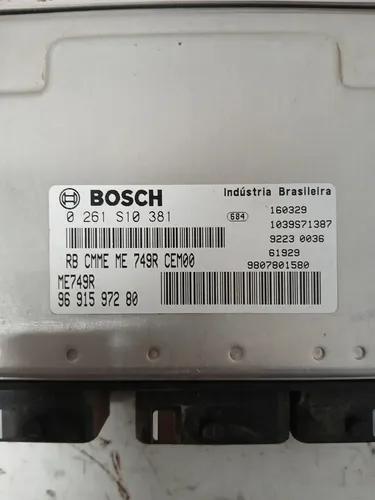 BOSCH
Indústria Brasileira
0 261 S10 381
684
160329
1039S71387
9223 0036
61929
RB CMME ME 749R CEM00
9807801580
ME749R
96 915 972 80